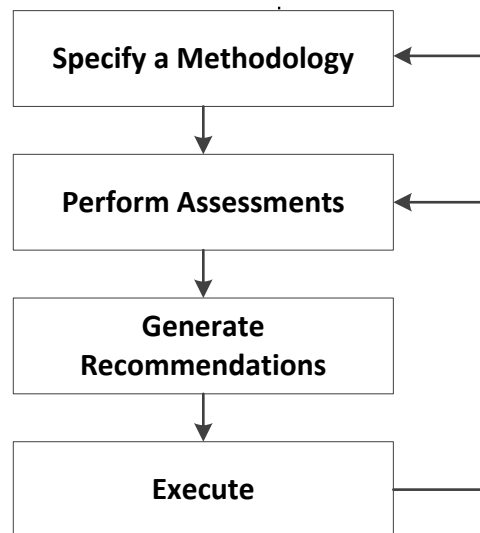 Specify a Methodology
Perform Assessments
Generate
Recommendations
Execute